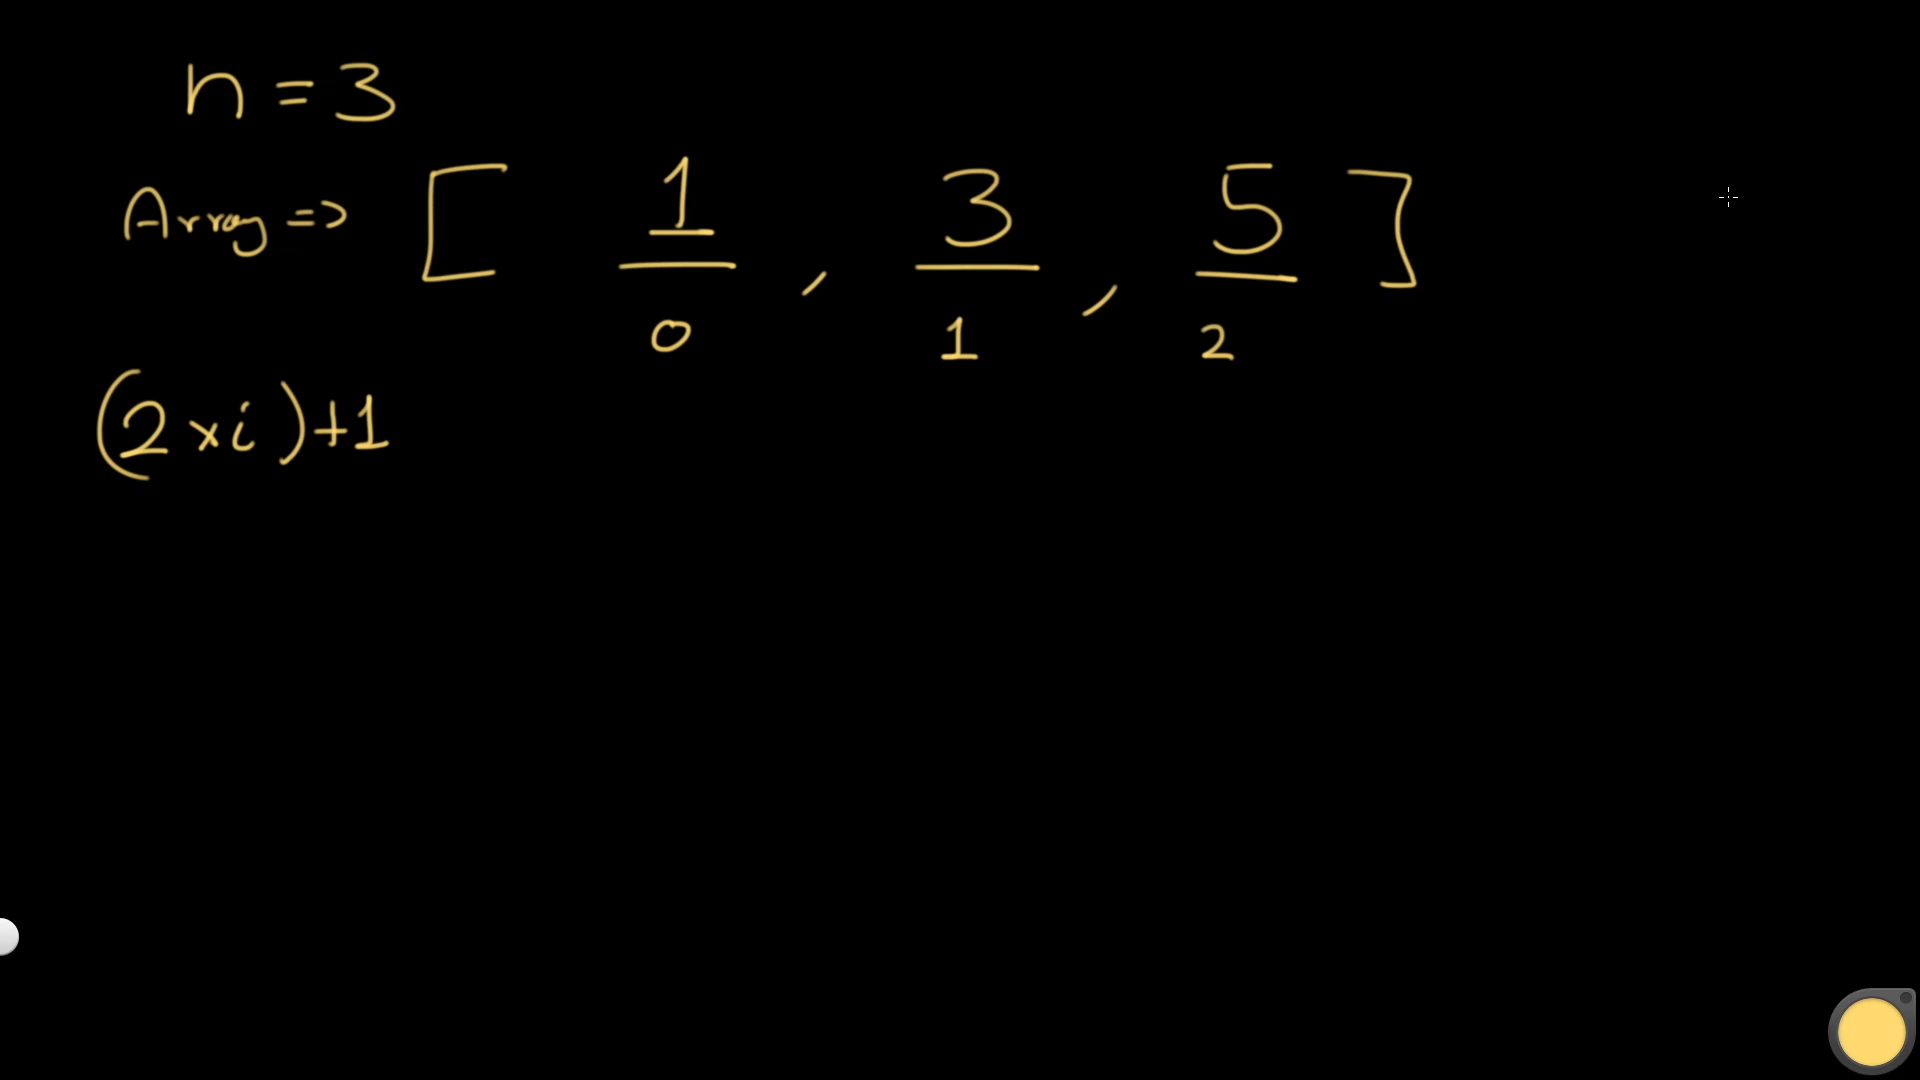 n = 3
Array => [ 1 , 3 , 5 ]
0 1 2
(2 x i) + 1